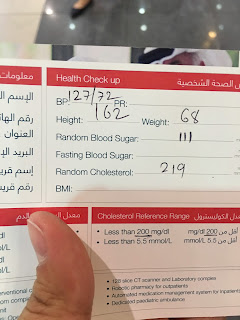 معلومات
Health Check up
ن الصحة الشخصية
BP: 127/72 PR:
Height: 162 Weight: 68
Random Blood Sugar: 111
Fasting Blood Sugar:
Random Cholesterol: 219
BMI:
الإسم
رقم الهات
العنوان
البريد الإ
إسم قري
رقم قريب
الدم
Cholesterol Reference Range
دل الكوليسترول
Less than 200 mg/dl
أقل من 200 mg/dl
Less than 5.5 mmol/L
أقل من 5.5 mmol/L
128 slice CT scanner and Laboratory complex
Robotic pharmacy for outpatients
Automated medication management system for inpatients
Dedicated paediatric ambulance